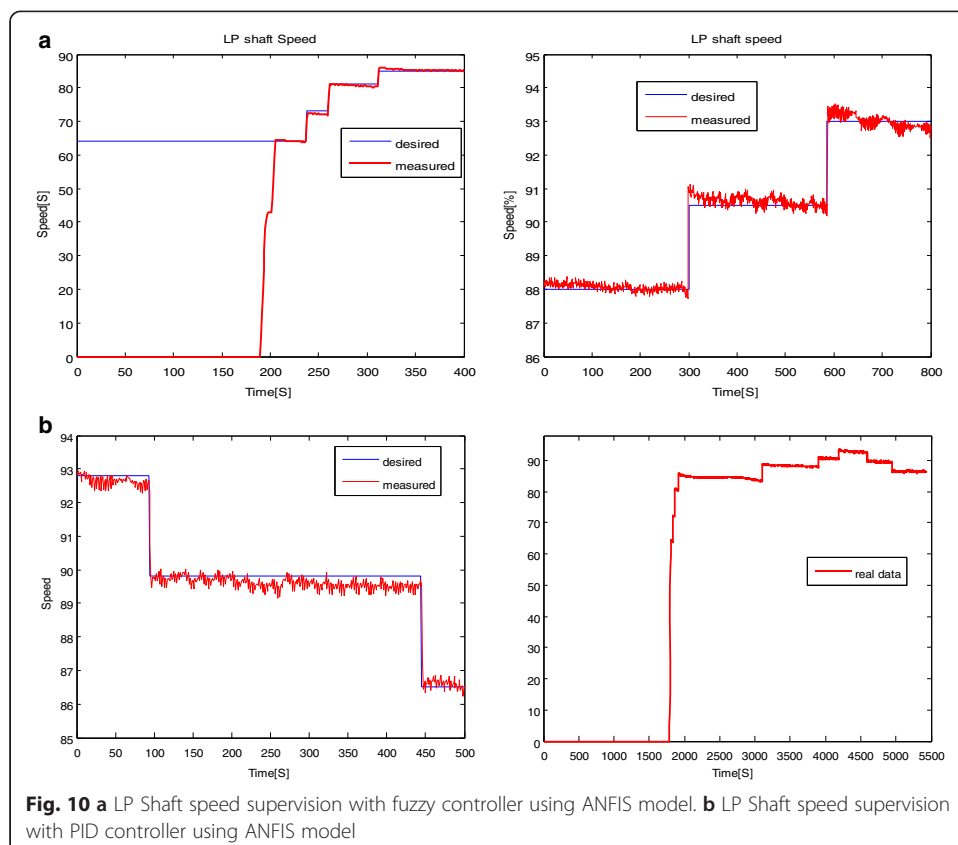 a
LP shaft Speed
90
80
70
60
50
40
30
20
10
0
Speed[S]
desired
measured
0 50 100 150 200 250 300 350 400
Time[S]
LP shaft speed
94
93
92
91
90
89
88
87
86
Speed[%]
desired
measured
0 100 200 300 400 500 600 700 800
Time[S]
b
94
93
92
91
90
89
88
87
86
85
Speed
desired
measured
0 50 100 150 200 250 300 350 400 450 500
Time[S]
90
80
70
60
50
40
30
20
10
0
real data
0 500 1000 1500 2000 2500 3000 3500 4000 4500 5000 5500
Time[S]
Fig. 10 a LP Shaft speed supervision with fuzzy controller using ANFIS model. b LP Shaft speed supervision
with PID controller using ANFIS model